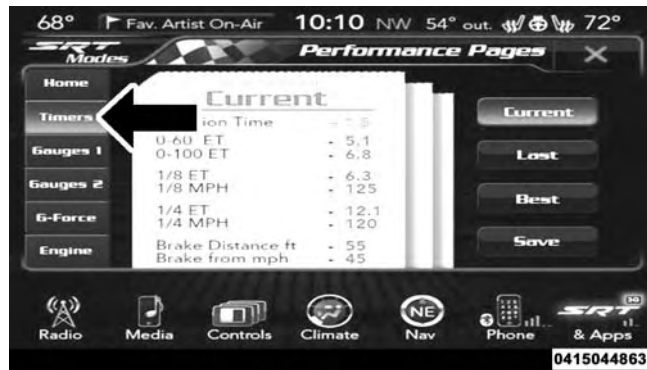 68° Fav. Artist On-Air 10:10 NW 54° out. 72°
SRT Modes Performance Pages
Home
Timers
Gauges 1
Gauges 2
G-Force
Engine
Current
ion Time
0-60 ET - 5.1
0-100 ET - 6.8
1/8 ET - 6.3
1/8 MPH - 125
1/4 ET - 12.1
1/4 MPH - 120
Brake Distance ft - 55
Brake from mph - 45
Current
Last
Best
Save
Radio
Media
Controls
Climate
NE
Nav
Phone
3G
SRT
& Apps
0415044863